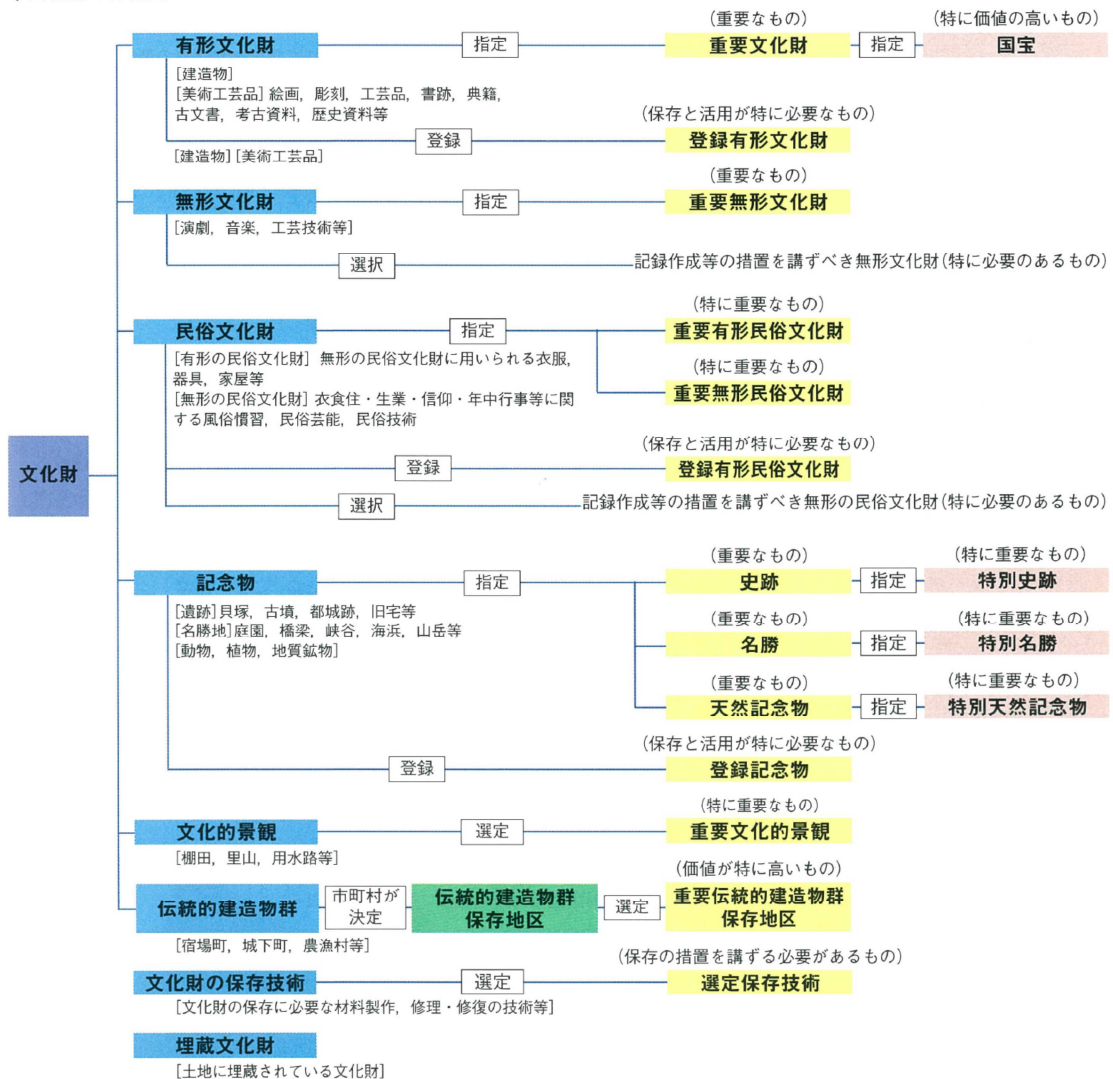 (重要なもの)
(特に価値の高いもの)
有形文化財
指定
重要文化財
指定
国宝
[建造物]
[美術工芸品] 絵画, 彫刻, 工芸品, 書跡, 典籍,
古文書, 考古資料, 歴史資料等
(保存と活用が特に必要なもの)
登録
登録有形文化財
[建造物] [美術工芸品]
(重要なもの)
無形文化財
指定
重要無形文化財
[演劇, 音楽, 工芸技術等]
選択
記録作成等の措置を講ずべき無形文化財(特に必要のあるもの)
(特に重要なもの)
民俗文化財
指定
重要有形民俗文化財
[有形の民俗文化財] 無形の民俗文化財に用いられる衣服,
器具, 家屋等
(特に重要なもの)
重要無形民俗文化財
[無形の民俗文化財] 衣食住・生業・信仰・年中行事等に関
する風俗慣習, 民俗芸能, 民俗技術
(保存と活用が特に必要なもの)
文化財
登録
登録有形民俗文化財
選択
記録作成等の措置を講ずべき無形の民俗文化財(特に必要のあるもの)
(重要なもの)
(特に重要なもの)
記念物
指定
史跡
指定
特別史跡
[遺跡]貝塚, 古墳, 都城跡, 旧宅等
[名勝地]庭園, 橋梁, 峡谷, 海浜, 山岳等
[動物, 植物, 地質鉱物]
(重要なもの)
(特に重要なもの)
名勝
指定
特別名勝
(重要なもの)
(特に重要なもの)
天然記念物
指定
特別天然記念物
(保存と活用が特に必要なもの)
登録
登録記念物
(特に重要なもの)
文化的景観
選定
重要文化的景観
[棚田, 里山, 用水路等]
(価値が特に高いもの)
伝統的建造物群
市町村が
決定
伝統的建造物群
保存地区
選定
重要伝統的建造物群
保存地区
[宿場町, 城下町, 農漁村等]
(保存の措置を講ずる必要があるもの)
文化財の保存技術
選定
選定保存技術
[文化財の保存に必要な材料製作, 修理・修復の技術等]
埋蔵文化財
[土地に埋蔵されている文化財]